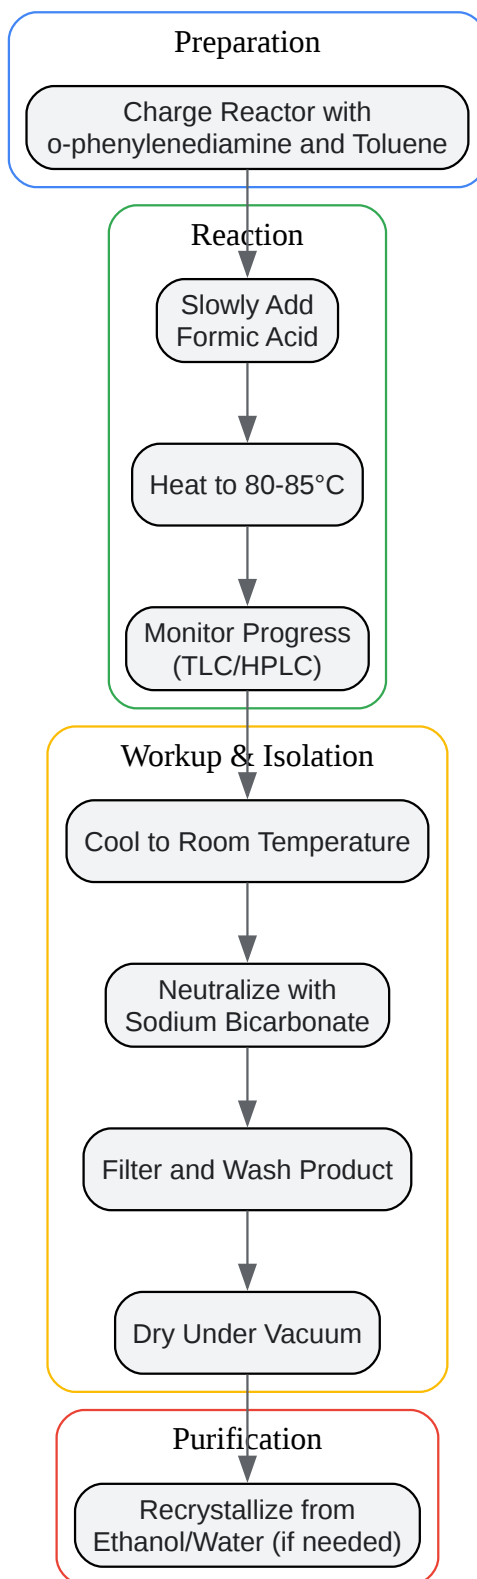 Preparation
Charge Reactor with
o-phenylenediamine and Toluene
Reaction
Slowly Add
Formic Acid
Heat to 80-85°C
Monitor Progress
(TLC/HPLC)
Workup & Isolation
Cool to Room Temperature
Neutralize with
Sodium Bicarbonate
Filter and Wash Product
Dry Under Vacuum
Purification
Recrystallize from
Ethanol/Water (if needed)